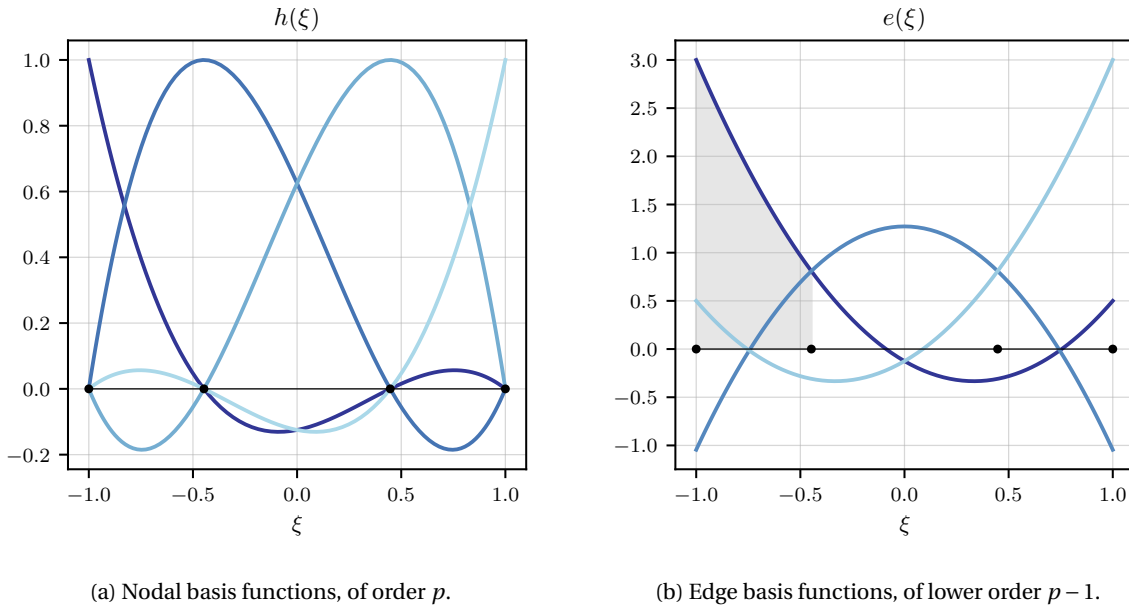 h(ξ)
1.0
0.8
0.6
0.4
0.2
0.0
−0.2
−1.0 −0.5 0.0 0.5 1.0
ξ
(a) Nodal basis functions, of order p.
e(ξ)
3.0
2.5
2.0
1.5
1.0
0.5
0.0
−0.5
−1.0
−1.0 −0.5 0.0 0.5 1.0
ξ
(b) Edge basis functions, of lower order p − 1.